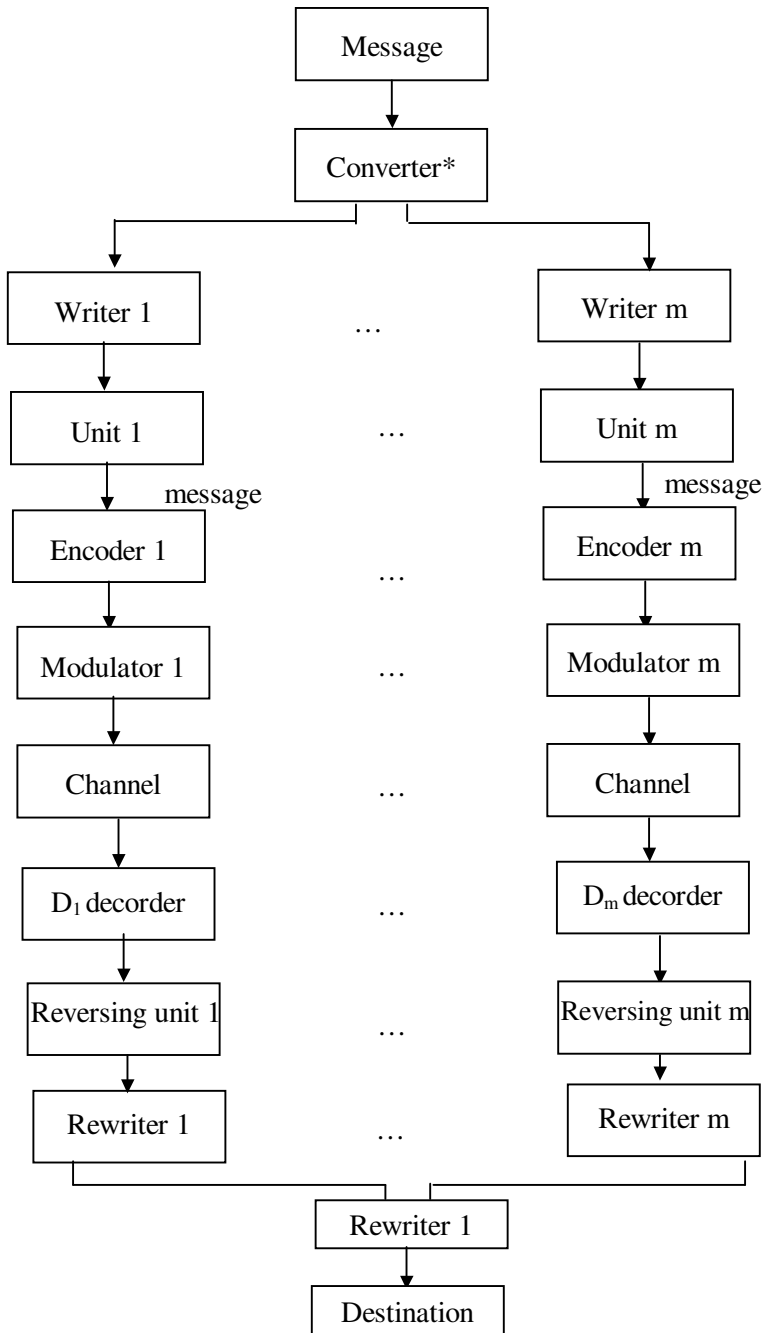 Message
Converter*
Writer 1
…
Writer m
Unit 1
…
Unit m
message
message
Encoder 1
…
Encoder m
Modulator 1
…
Modulator m
Channel
…
Channel
D₁ decorder
…
Dₘ decorder
Reversing unit 1
…
Reversing unit m
Rewriter 1
…
Rewriter m
Rewriter 1
Destination